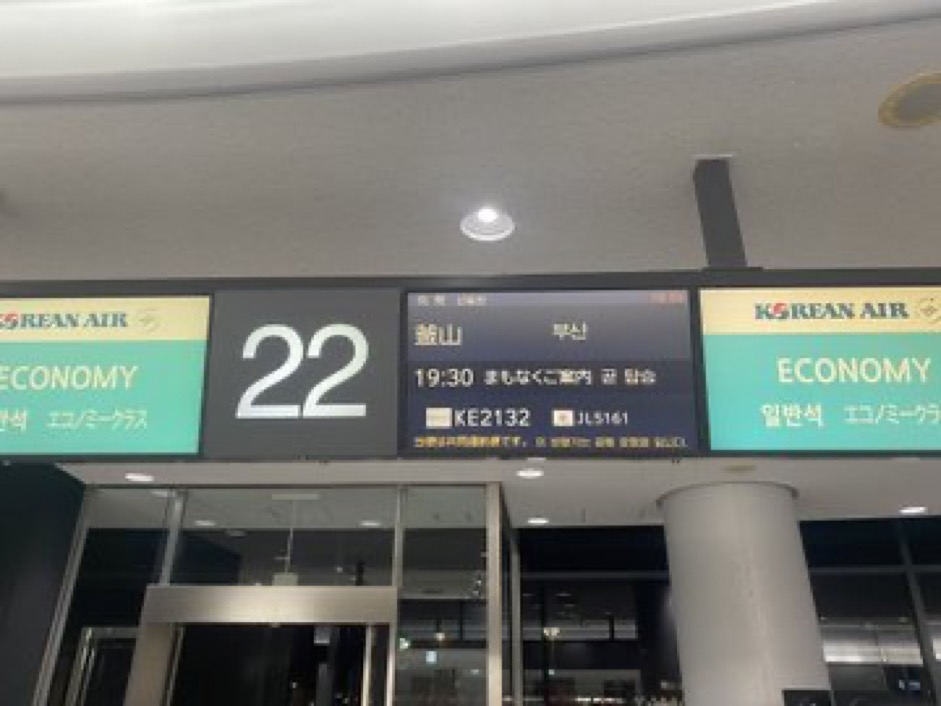 KOREAN AIR
ECONOMY
반석 エコノミークラス
22
釜山 부산
19:30 まもなくご案内 곧 탑승
KE2132 JL5161
KOREAN AIR
ECONOMY
일반석 エコノミークラ